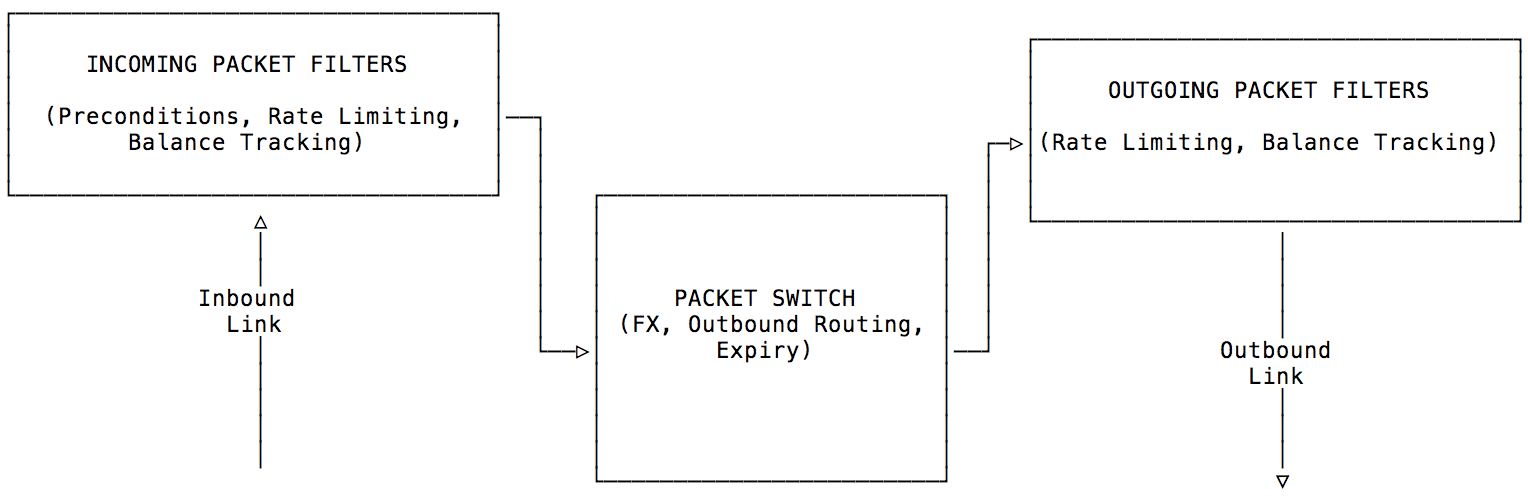 INCOMING PACKET FILTERS
(Preconditions, Rate Limiting,
Balance Tracking)
Inbound
Link
PACKET SWITCH
(FX, Outbound Routing,
Expiry)
OUTGOING PACKET FILTERS
(Rate Limiting, Balance Tracking)
Outbound
Link